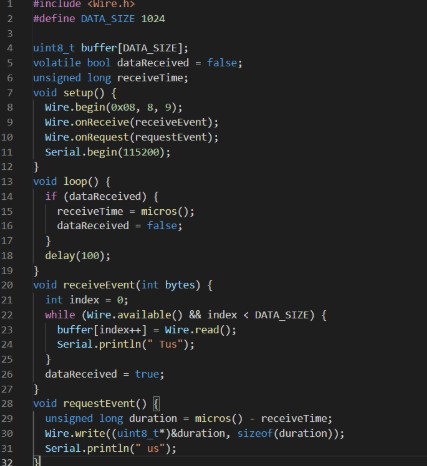 1 #include <Wire.h>
2 #define DATA_SIZE 1024
3
4 uint8_t buffer[DATA_SIZE];
5 volatile bool dataReceived = false;
6 unsigned long receiveTime;
7 void setup() {
8 Wire.begin(0x08, 8, 9);
9 Wire.onReceive(receiveEvent);
10 Wire.onRequest(requestEvent);
11 Serial.begin(115200);
12 }
13 void loop() {
14 if (dataReceived) {
15 receiveTime = micros();
16 dataReceived = false;
17 }
18 delay(100);
19 }
20 void receiveEvent(int bytes) {
21 int index = 0;
22 while (Wire.available() && index < DATA_SIZE) {
23 buffer[index++] = Wire.read();
24 Serial.println(" Tus");
25 }
26 dataReceived = true;
27 }
28 void requestEvent() {
29 unsigned long duration = micros() - receiveTime;
30 Wire.write((uint8_t*)&duration, sizeof(duration));
31 Serial.println(" us");
32 }